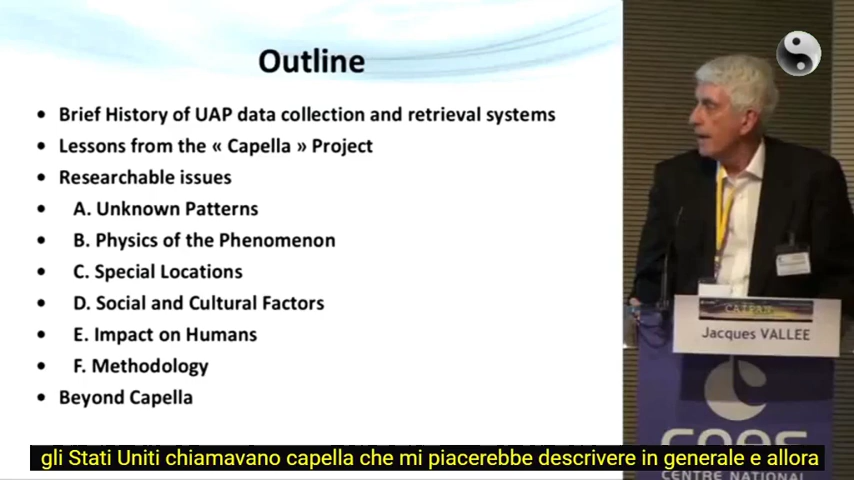 Outline
• Brief History of UAP data collection and retrieval systems
• Lessons from the « Capella » Project
• Researchable issues
• A. Unknown Patterns
• B. Physics of the Phenomenon
• C. Special Locations
• D. Social and Cultural Factors
• E. Impact on Humans
• F. Methodology
• Beyond Capella
CAIPAN
Jacques VALLEE
cnes
CENTRE NATIONAL
gli Stati Uniti chiamavano capella che mi piacerebbe descrivere in generale e allora